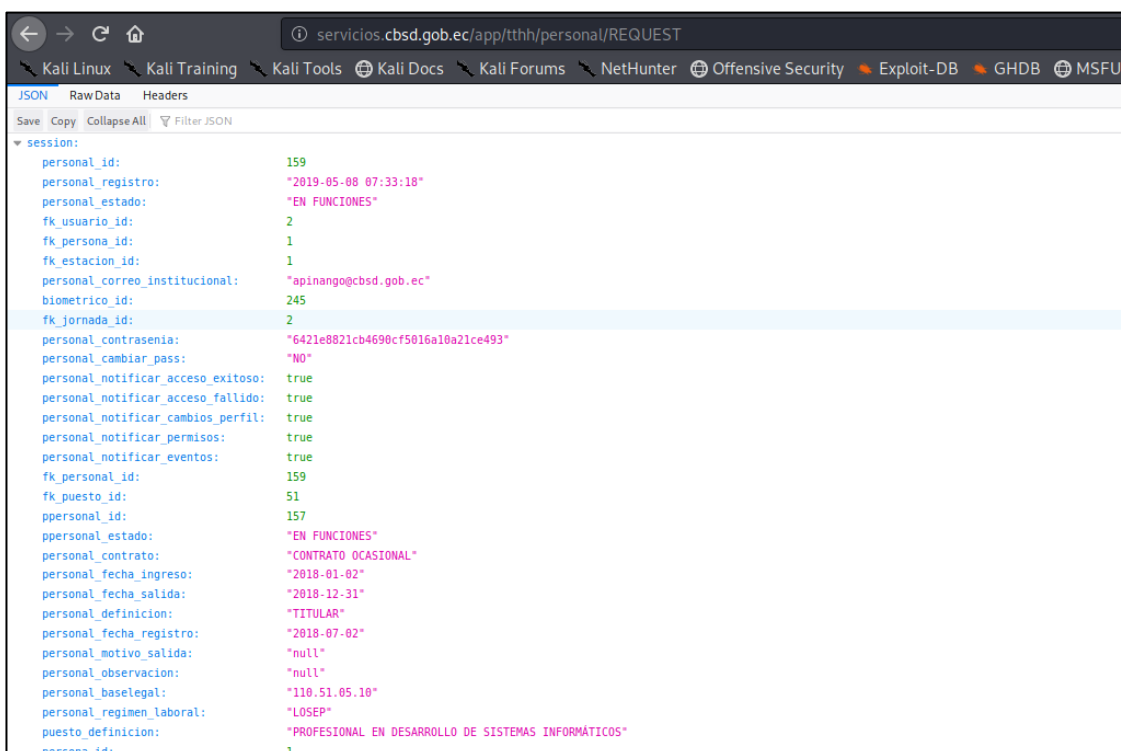 servicios.cbsd.gob.ec/app/tthh/personal/REQUEST
Kali Linux Kali Training Kali Tools Kali Docs Kali Forums NetHunter Offensive Security Exploit-DB GHDB MSFU
JSON Raw Data Headers
Save Copy Collapse All Filter JSON
session:
personal_id: 159
personal_registro: "2019-05-08 07:33:18"
personal_estado: "EN FUNCIONES"
fk_usuario_id: 2
fk_persona_id: 1
fk_estacion_id: 1
personal_correo_institucional: "apinango@cbsd.gob.ec"
biometrico_id: 245
fk_jornada_id: 2
personal_contrasenia: "6421e8821cb4690cf5016a10a21ce493"
personal_cambiar_pass: "NO"
personal_notificar_acceso_exitoso: true
personal_notificar_acceso_fallido: true
personal_notificar_cambios_perfil: true
personal_notificar_permisos: true
personal_notificar_eventos: true
fk_personal_id: 159
fk_puesto_id: 51
ppersonal_id: 157
ppersonal_estado: "EN FUNCIONES"
personal_contrato: "CONTRATO OCASIONAL"
personal_fecha_ingreso: "2018-01-02"
personal_fecha_salida: "2018-12-31"
personal_definicion: "TITULAR"
personal_fecha_registro: "2018-07-02"
personal_motivo_salida: "null"
personal_observacion: "null"
personal_baselegal: "110.51.05.10"
personal_regimen_laboral: "LOSEP"
puesto_definicion: "PROFESIONAL EN DESARROLLO DE SISTEMAS INFORMÁTICOS"
persona_id: 1